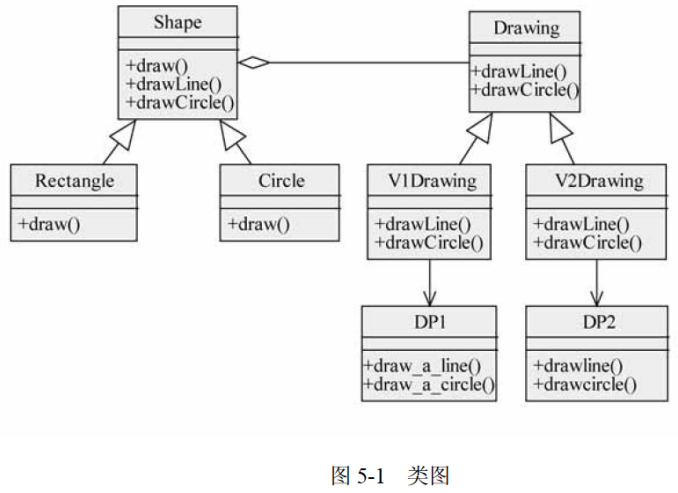 Shape
+draw()
+drawLine()
+drawCircle()
Drawing
+drawLine()
+drawCircle()
Rectangle
+draw()
Circle
+draw()
V1Drawing
+drawLine()
+drawCircle()
V2Drawing
+drawLine()
+drawCircle()
DP1
+draw_a_line()
+draw_a_circle()
DP2
+drawline()
+drawcircle()
图 5-1 类图